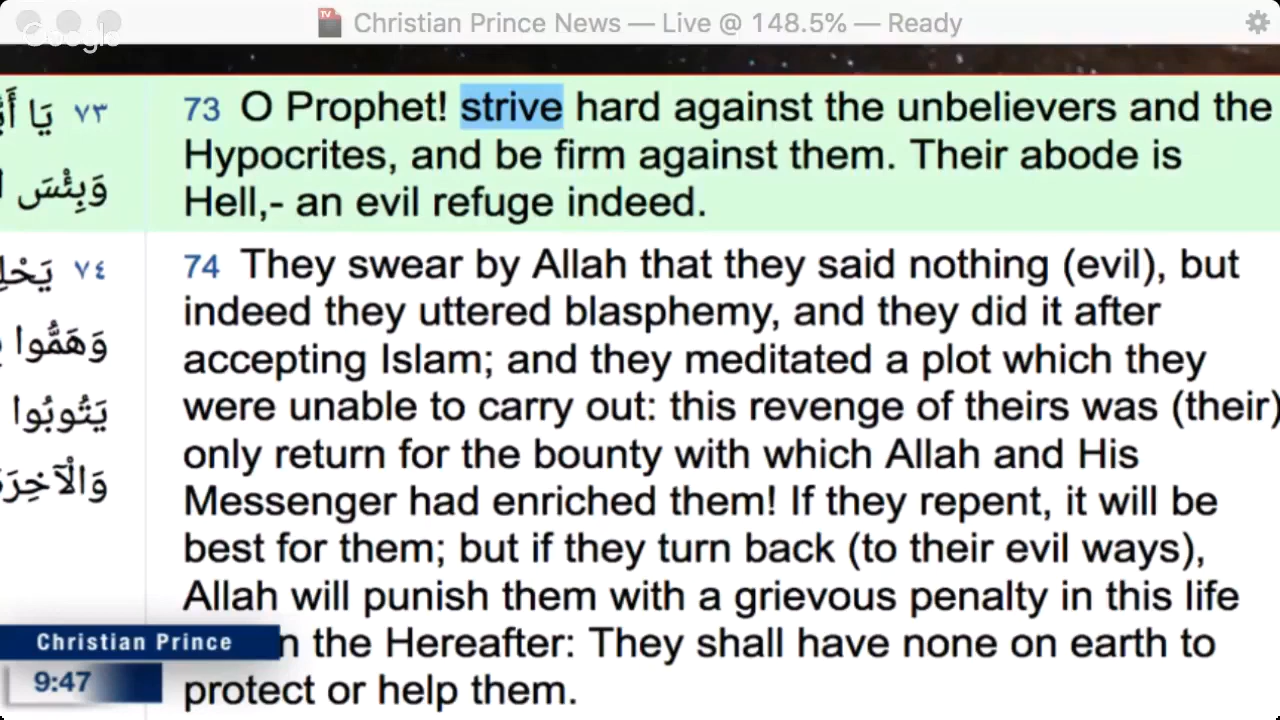 Christian Prince News — Live @ 148.5% — Ready
Google
٧٣ يَا
73 O Prophet! strive hard against the unbelievers and the
Hypocrites, and be firm against them. Their abode is
وَبِئْسَ
Hell,- an evil refuge indeed.
٧٤
74 They swear by Allah that they said nothing (evil), but
indeed they uttered blasphemy, and they did it after
وَهَمُّوا
accepting Islam; and they meditated a plot which they
were unable to carry out: this revenge of theirs was (their)
يَتُوبُوا
only return for the bounty with which Allah and His
Messenger had enriched them! If they repent, it will be
best for them; but if they turn back (to their evil ways),
Allah will punish them with a grievous penalty in this life
n the Hereafter: They shall have none on earth to
protect or help them.
Christian Prince
9:47